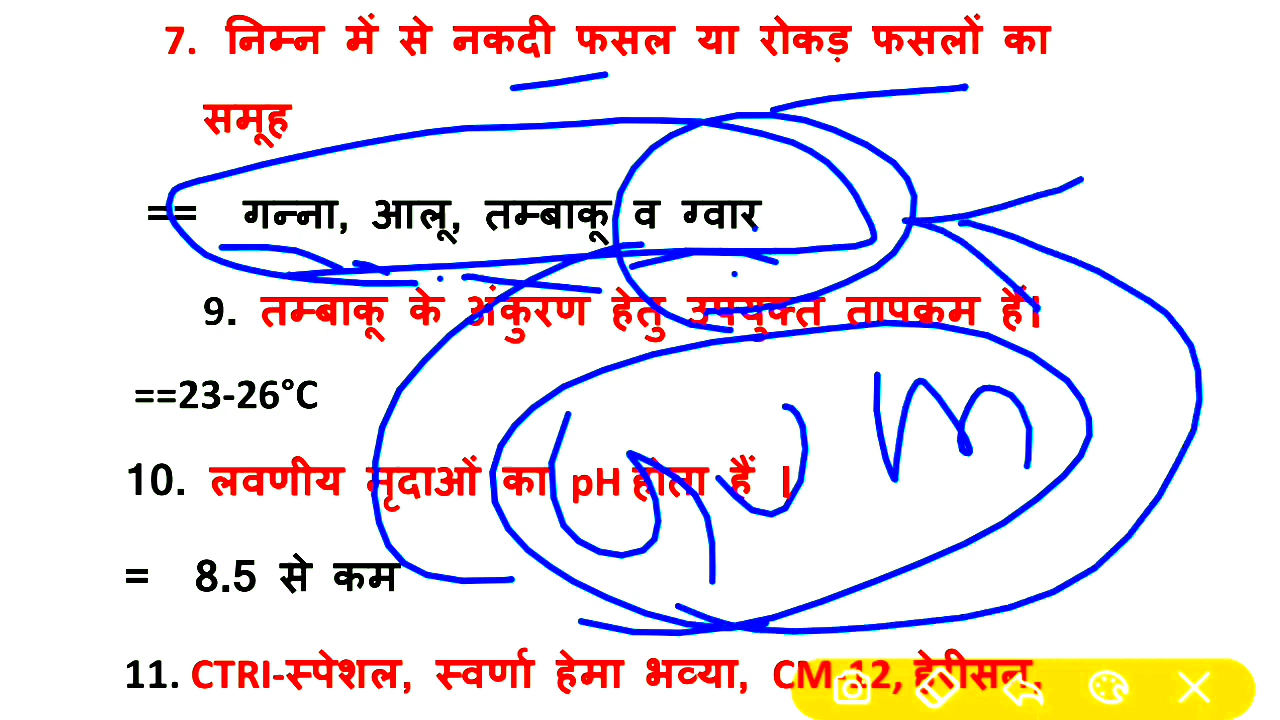 7. निम्न में से नकदी फसल या रोकड़ फसलों का
समूह
== गन्ना, आलू, तम्बाकू व ग्वार
9. तम्बाकू के अंकुरण हेतु उपयुक्त तापक्रम हैं।
==23-26°C
10. लवणीय मृदाओं का pH होता हैं |
GUM
= 8.5 से कम
11. CTRI-स्पेशल, स्वर्णा हेमा भव्या, CM-12, हेरीसन,